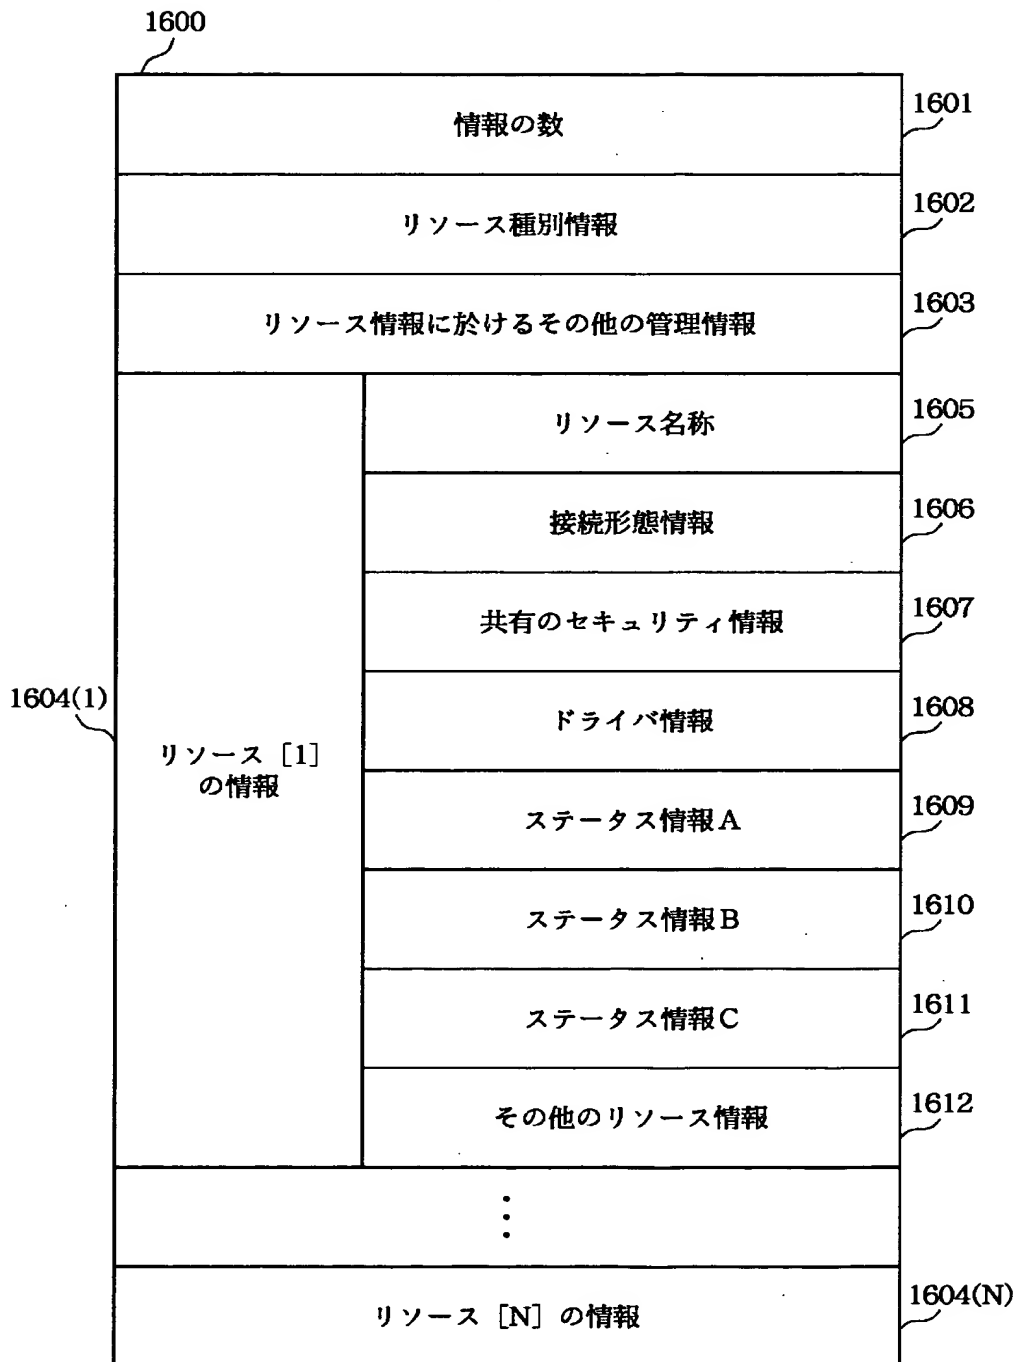 1600
情報の数
1601
リソース種別情報
1602
リソース情報に於けるその他の管理情報
1603
1604(1)
リソース［1］
の情報
リソース名称
1605
接続形態情報
1606
共有のセキュリティ情報
1607
ドライバ情報
1608
ステータス情報A
1609
ステータス情報B
1610
ステータス情報C
1611
その他のリソース情報
1612
リソース［N］の情報
1604(N)